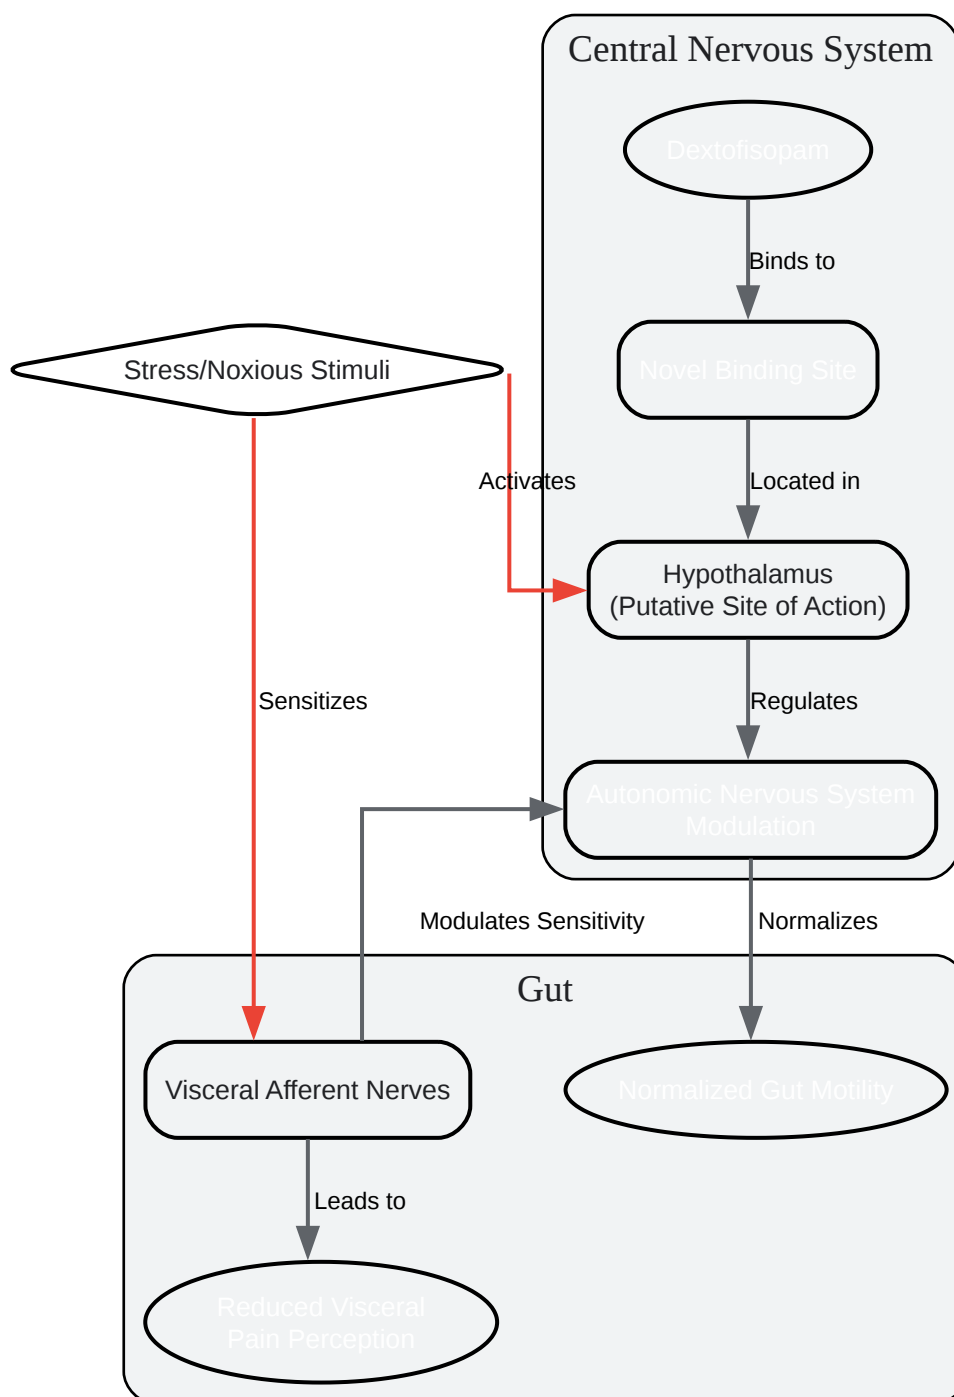 Central Nervous System
Dextofisopam
Binds to
Stress/Noxious Stimuli
Novel Binding Site
Activates
Located in
Hypothalamus
(Putative Site of Action)
Sensitizes
Regulates
Autonomic Nervous System
Modulation
Modulates Sensitivity
Normalizes
Gut
Visceral Afferent Nerves
Normalized Gut Motility
Leads to
Reduced Visceral
Pain Perception